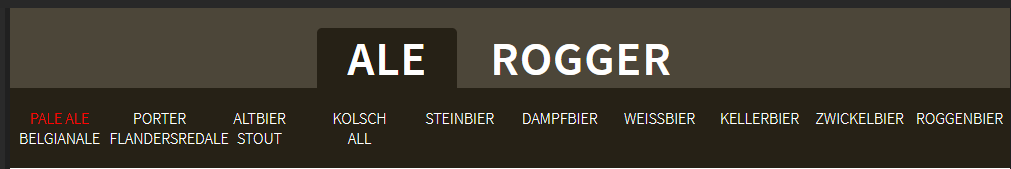 ALE ROGGER
PALE ALE PORTER ALTBIER KOLSCH STEINBIER DAMPFBIER WEISSBIER KELLERBIER ZWICKELBIER ROGGENBIER
BELGIANALE FLANDERSREDALE STOUT ALL